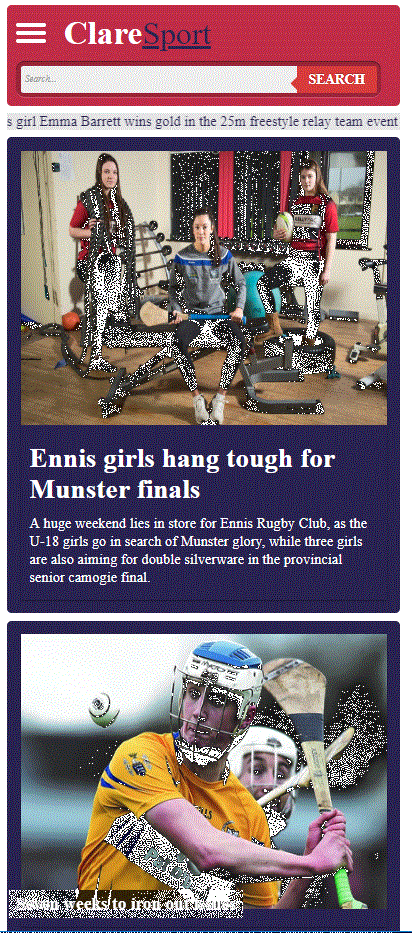 ClareSport
Search...
SEARCH
s girl Emma Barrett wins gold in the 25m freestyle relay team event
Ennis girls hang tough for
Munster finals
A huge weekend lies in store for Ennis Rugby Club, as the
U-18 girls go in search of Munster glory, while three girls
are also aiming for double silverware in the provincial
senior camogie final.
Seven weeks to iron out